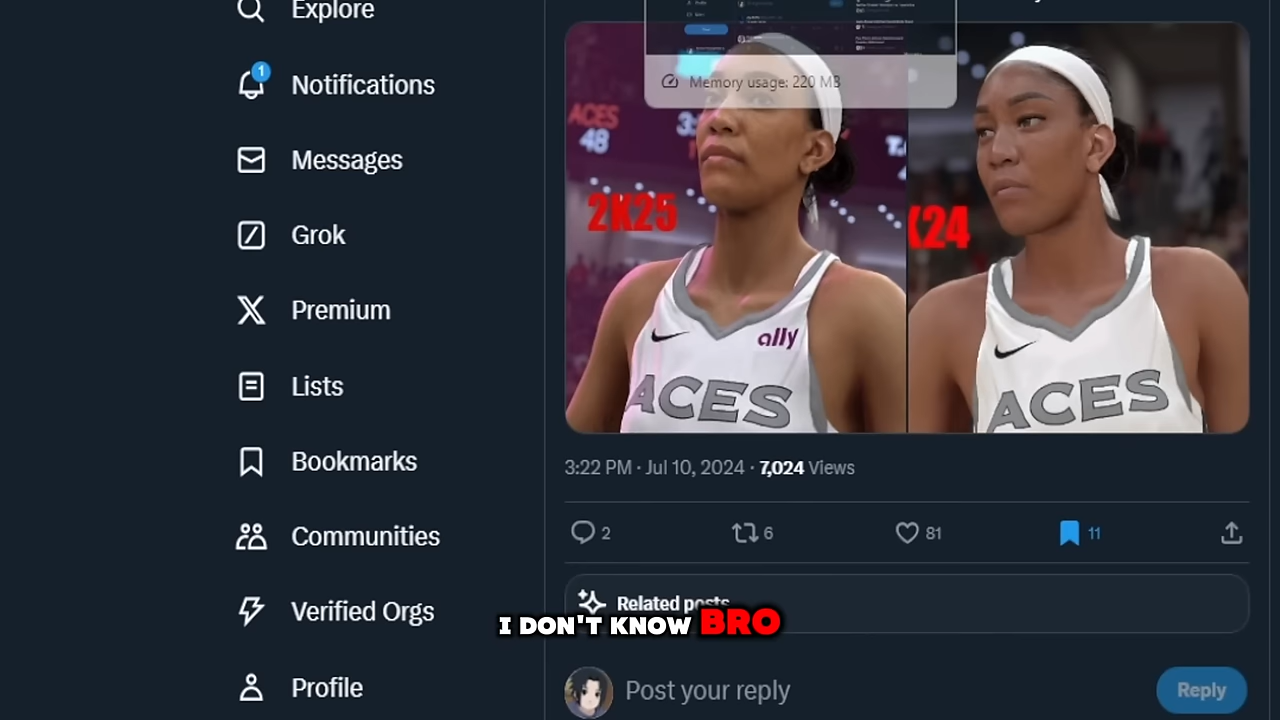 Explore
1
Notifications
Messages
Grok
Premium
Lists
Bookmarks
Communities
Verified Orgs
Profile
Memory usage: 220 MB
ACES
48
2K25
ally
ACES
K24
ACES
3:22 PM · Jul 10, 2024 · 7,024 Views
2
6
81
11
Related posts
I DON'T KNOW BRO
Post your reply
Reply